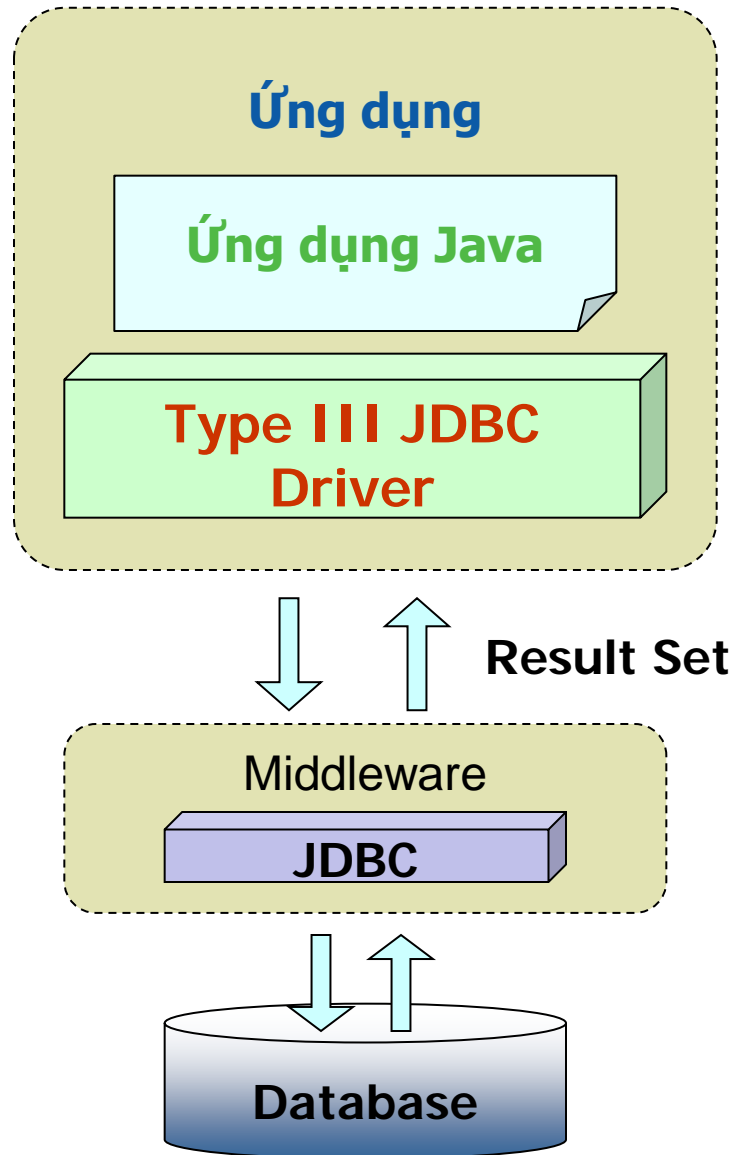 Ứng dụng
Ứng dụng Java
Type III JDBC
Driver
Result Set
Middleware
JDBC
Database